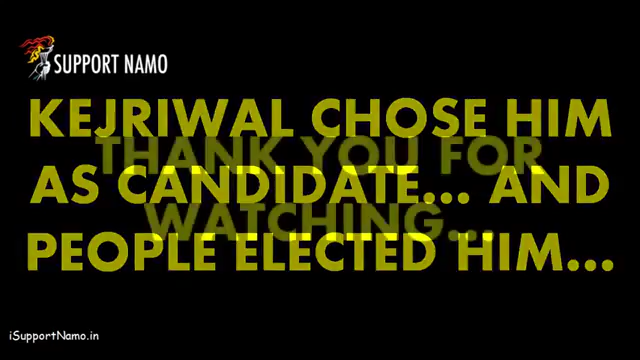 SUPPORT NAMO
KEJRIWAL CHOSE HIM
THANK YOU FOR
AS CANDIDATE... AND
WATCHING...
PEOPLE ELECTED HIM...
iSupportNamo.in